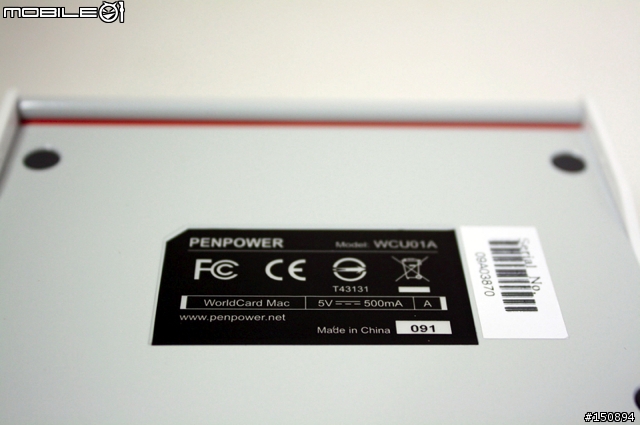 MOBILE01
PENPOWER Model: WCU01A
FC CE
T43131
WorldCard Mac 5V 500mA A
www.penpower.net
Made in China 091
Serial No.
09A03870
#150894